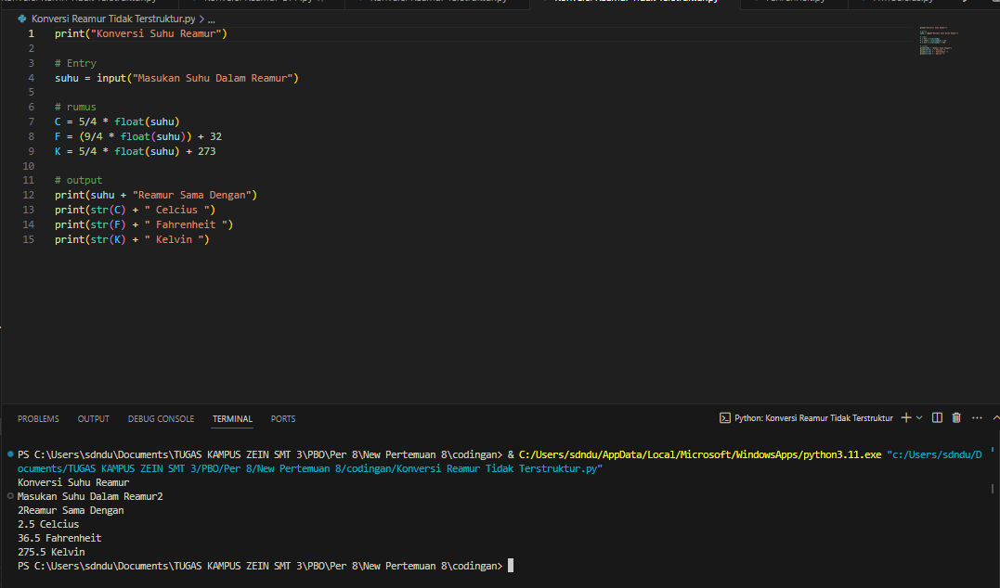 Konversi Reamur Tidak Terstruktur.py > ...
1 print("Konversi Suhu Reamur")
2
3 # Entry
4 suhu = input("Masukan Suhu Dalam Reamur")
5
6 # rumus
7 C = 5/4 * float(suhu)
8 F = (9/4 * float(suhu)) + 32
9 K = 5/4 * float(suhu) + 273
10
11 # output
12 print(suhu + "Reamur Sama Dengan")
13 print(str(C) + " Celcius ")
14 print(str(F) + " Fahrenheit ")
15 print(str(K) + " Kelvin ")
PROBLEMS OUTPUT DEBUG CONSOLE TERMINAL PORTS Python: Konversi Reamur Tidak Terstruktur
PS C:\Users\sdndu\Documents\TUGAS KAMPUS ZEIN SMT 3\PBO\Per 8\New Pertemuan 8\codingan> & C:/Users/sdndu/AppData/Local/Microsoft/WindowsApps/python3.11.exe "c:/Users/sdndu/D
ocuments/TUGAS KAMPUS ZEIN SMT 3/PBO/Per 8/New Pertemuan 8/codingan/Konversi Reamur Tidak Terstruktur.py"
Konversi Suhu Reamur
Masukan Suhu Dalam Reamur2
2Reamur Sama Dengan
2.5 Celcius
36.5 Fahrenheit
275.5 Kelvin
PS C:\Users\sdndu\Documents\TUGAS KAMPUS ZEIN SMT 3\PBO\Per 8\New Pertemuan 8\codingan>